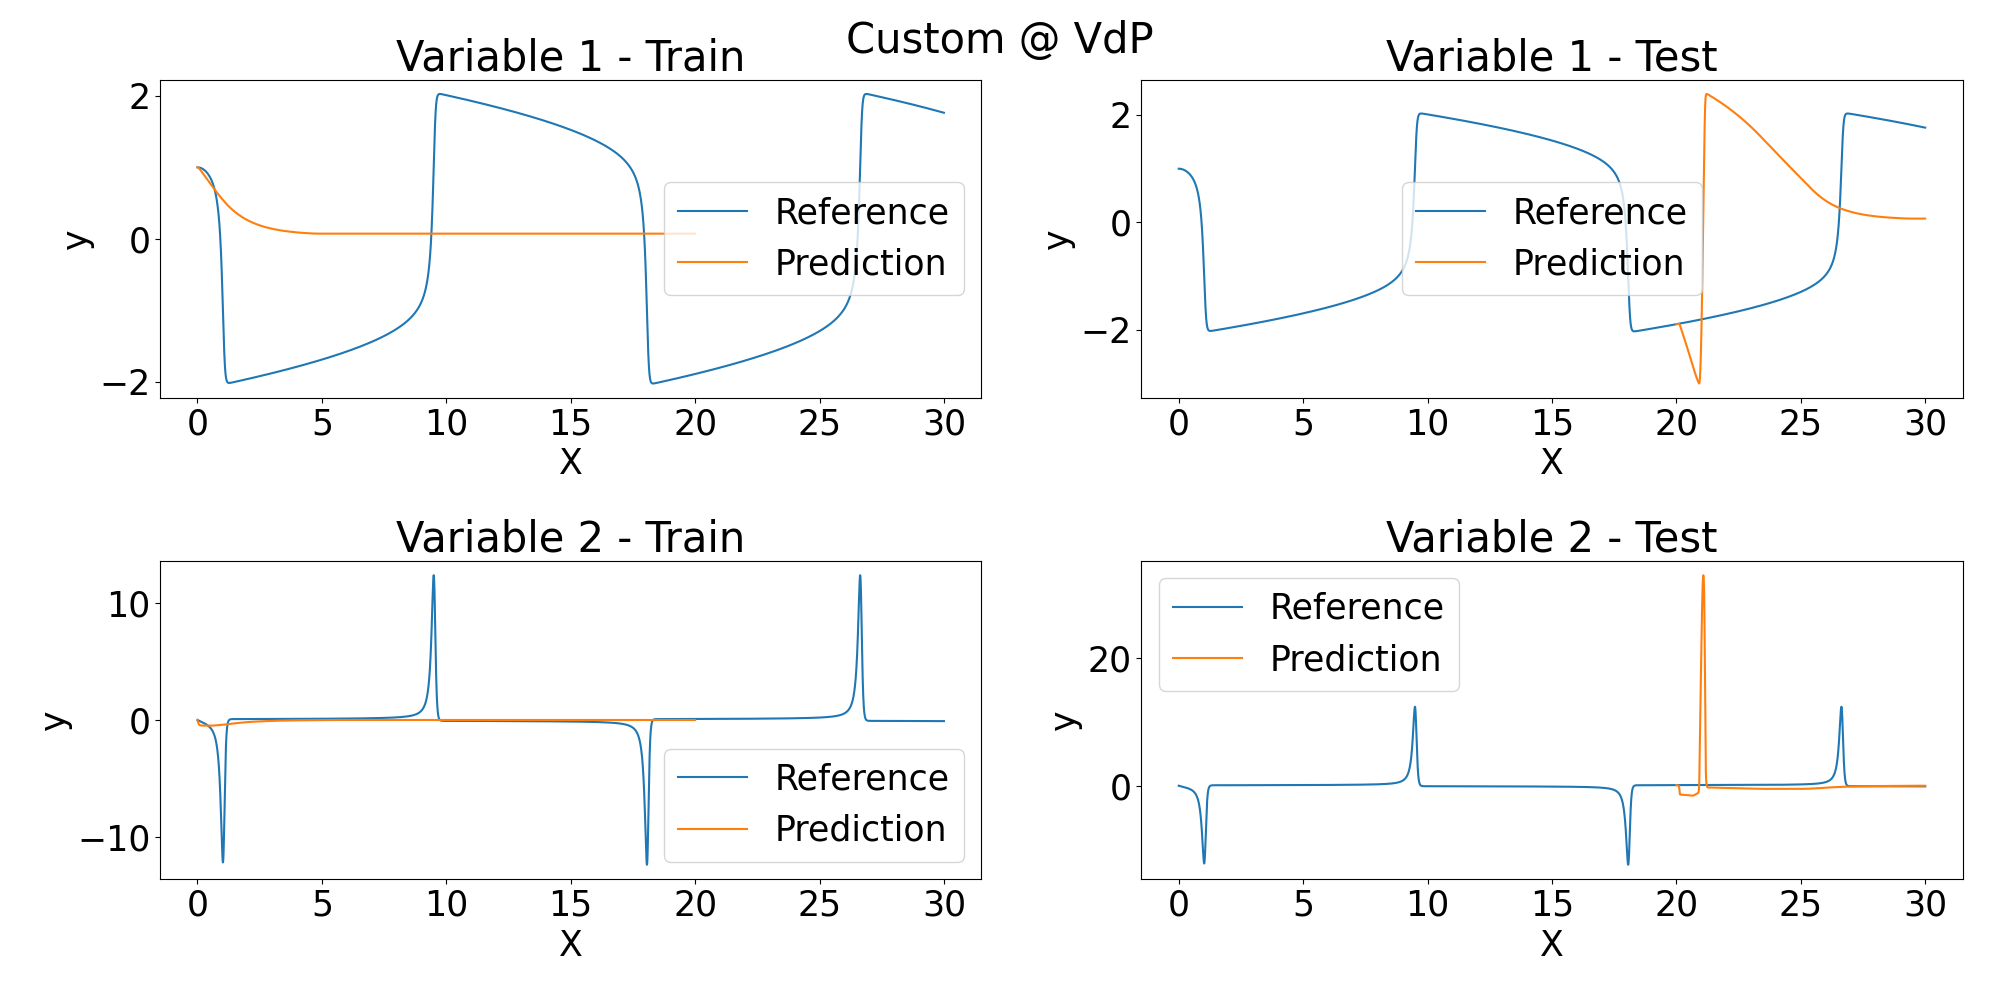 Custom @ VdP
Variable 1 - Train
2
0
−2
y
0 5 10 15 20 25 30
X
Reference
Prediction
Variable 1 - Test
2
0
−2
y
0 5 10 15 20 25 30
X
Reference
Prediction
Variable 2 - Train
10
0
−10
y
0 5 10 15 20 25 30
X
Reference
Prediction
Variable 2 - Test
20
0
y
0 5 10 15 20 25 30
X
Reference
Prediction